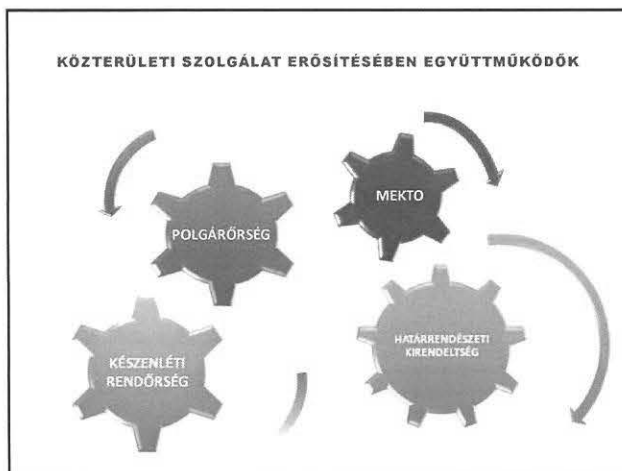 KÖZTERÜLETI SZOLGÁLAT ERŐSÍTÉSÉBEN EGYÜTTMŰKÖDŐK
MEKTO
POLGÁRŐRSÉG
HATÁRRENDÉSZETI
KIRENDELTSÉG
KÉSZENLÉTI
RENDŐRSÉG